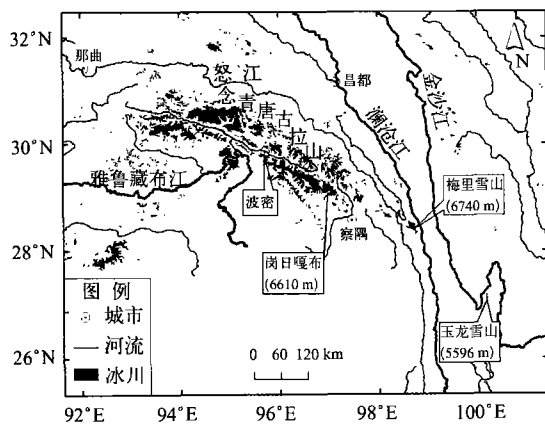 32°N
30°N
28°N
26°N
92°E
94°E
96°E
98°E
100°E
N
那曲
怒江
念青唐古拉山
昌都
澜沧江
金沙江
雅鲁藏布江
波密
梅里雪山
(6740 m)
察隅
岗日嘎布
(6610 m)
玉龙雪山
(5596 m)
图 例
城市
河流
冰川
0 60 120 km